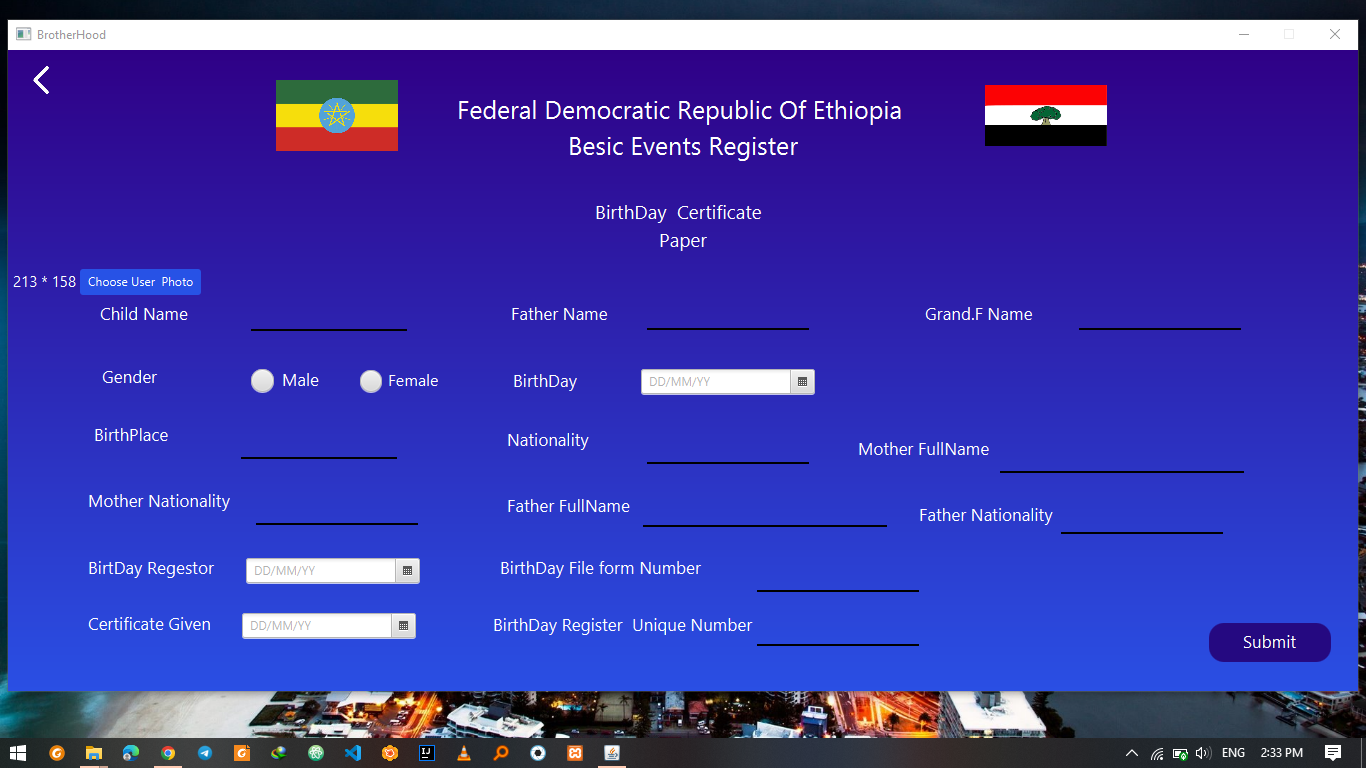 BrotherHood
Federal Democratic Republic Of Ethiopia
Besic Events Register
BirthDay Certificate
Paper
213 * 158 Choose User Photo
Child Name
Father Name
Grand.F Name
Gender
Male
Female
BirthDay
DD/MM/YY
BirthPlace
Nationality
Mother FullName
Mother Nationality
Father FullName
Father Nationality
BirtDay Regestor
DD/MM/YY
BirthDay File form Number
Certificate Given
DD/MM/YY
BirthDay Register Unique Number
Submit
IJ
ENG
2:33 PM